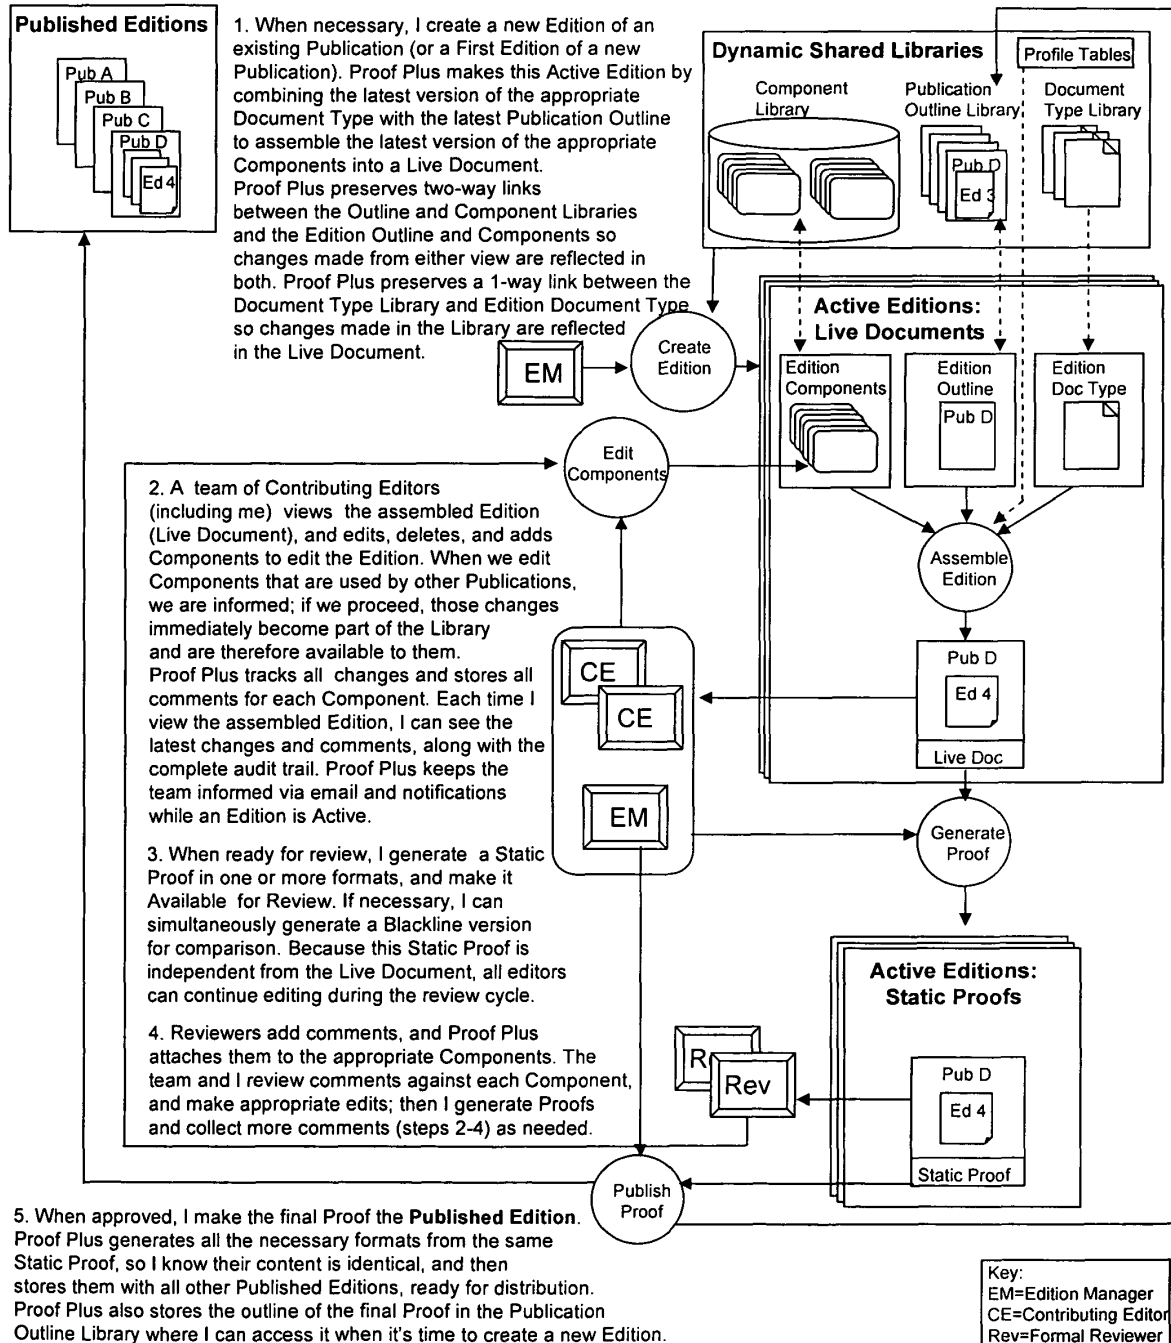 Published Editions
Pub A
Pub B
Pub C
Pub D
Ed 4
1. When necessary, I create a new Edition of an
existing Publication (or a First Edition of a new
Publication). Proof Plus makes this Active Edition by
combining the latest version of the appropriate
Document Type with the latest Publication Outline
to assemble the latest version of the appropriate
Components into a Live Document.
Proof Plus preserves two-way links
between the Outline and Component Libraries
and the Edition Outline and Components so
changes made from either view are reflected in
both. Proof Plus preserves a 1-way link between the
Document Type Library and Edition Document Type
so changes made in the Library are reflected
in the Live Document.
Dynamic Shared Libraries
Profile Tables
Component
Library
Publication
Outline Library
Document
Type Library
Pub D
Ed 3
EM
Create
Edition
Active Editions:
Live Documents
Edition
Components
Edition
Outline
Pub D
Edition
Doc Type
Edit
Components
Assemble
Edition
Pub D
Ed 4
Live Doc
2. A team of Contributing Editors
(including me) views the assembled Edition
(Live Document), and edits, deletes, and adds
Components to edit the Edition. When we edit
Components that are used by other Publications,
we are informed; if we proceed, those changes
immediately become part of the Library
and are therefore available to them.
Proof Plus tracks all changes and stores all
comments for each Component. Each time I
view the assembled Edition, I can see the
latest changes and comments, along with the
complete audit trail. Proof Plus keeps the
team informed via email and notifications
while an Edition is Active.
CE
CE
EM
Generate
Proof
3. When ready for review, I generate a Static
Proof in one or more formats, and make it
Available for Review. If necessary, I can
simultaneously generate a Blackline version
for comparison. Because this Static Proof is
independent from the Live Document, all editors
can continue editing during the review cycle.
Active Editions:
Static Proofs
Pub D
Ed 4
Static Proof
4. Reviewers add comments, and Proof Plus
attaches them to the appropriate Components. The
team and I review comments against each Component,
and make appropriate edits; then I generate Proofs
and collect more comments (steps 2-4) as needed.
Re
Rev
Publish
Proof
5. When approved, I make the final Proof the Published Edition.
Proof Plus generates all the necessary formats from the same
Static Proof, so I know their content is identical, and then
stores them with all other Published Editions, ready for distribution.
Proof Plus also stores the outline of the final Proof in the Publication
Outline Library where I can access it when it's time to create a new Edition.
Key:
EM=Edition Manager
CE=Contributing Editor
Rev=Formal Reviewer